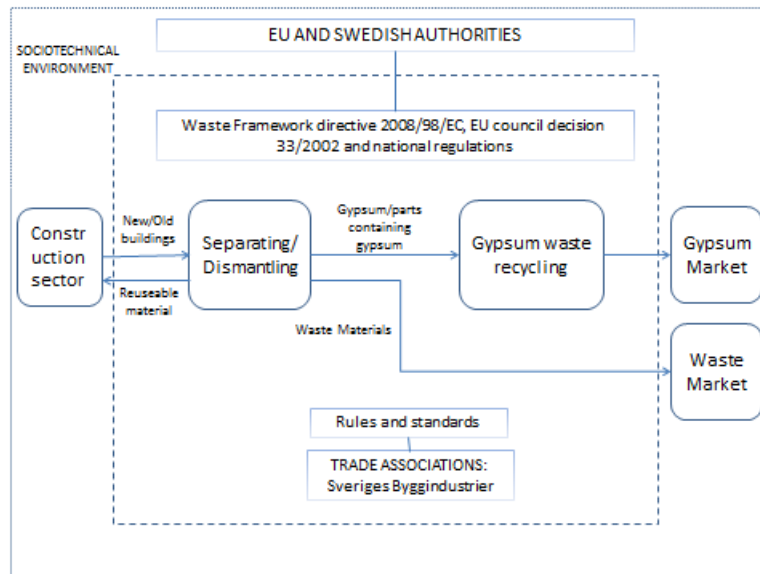 EU AND SWEDISH AUTHORITIES
SOCIOTECHNICAL
ENVIRONMENT
Waste Framework directive 2008/98/EC, EU council decision
33/2002 and national regulations
Construction
sector
New/Old
buildings
Reuseable
material
Separating/
Dismantling
Gypsum/parts
containing
gypsum
Waste Materials
Gypsum waste
recycling
Gypsum
Market
Waste
Market
Rules and standards
TRADE ASSOCIATIONS:
Sveriges Byggindustrier